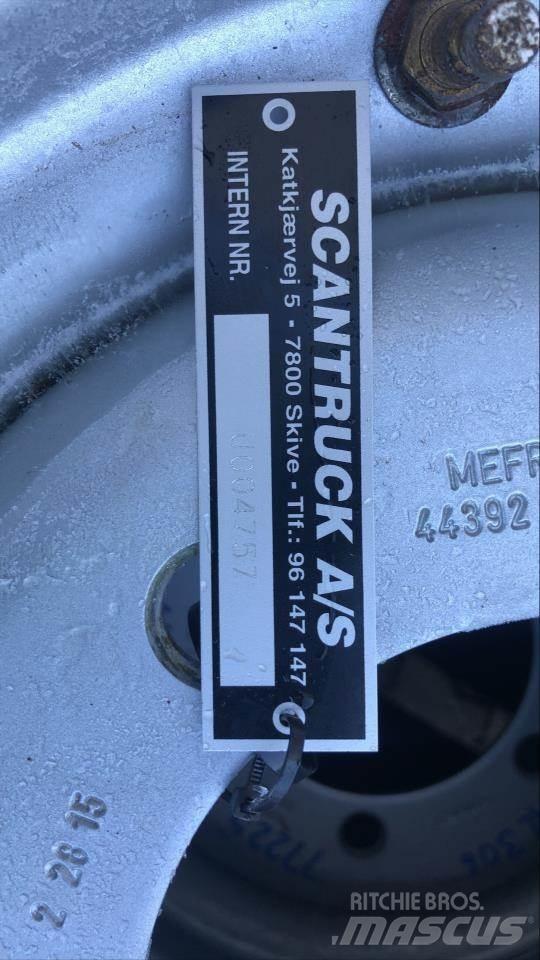 SCANTRUCK A/S
Katkjærvej 5 - 7800 Skive - Tlf.: 96 147 147
INTERN NR.
U004757
MEFR
44392
2 28 15
RITCHIE BROS.
MASCUS